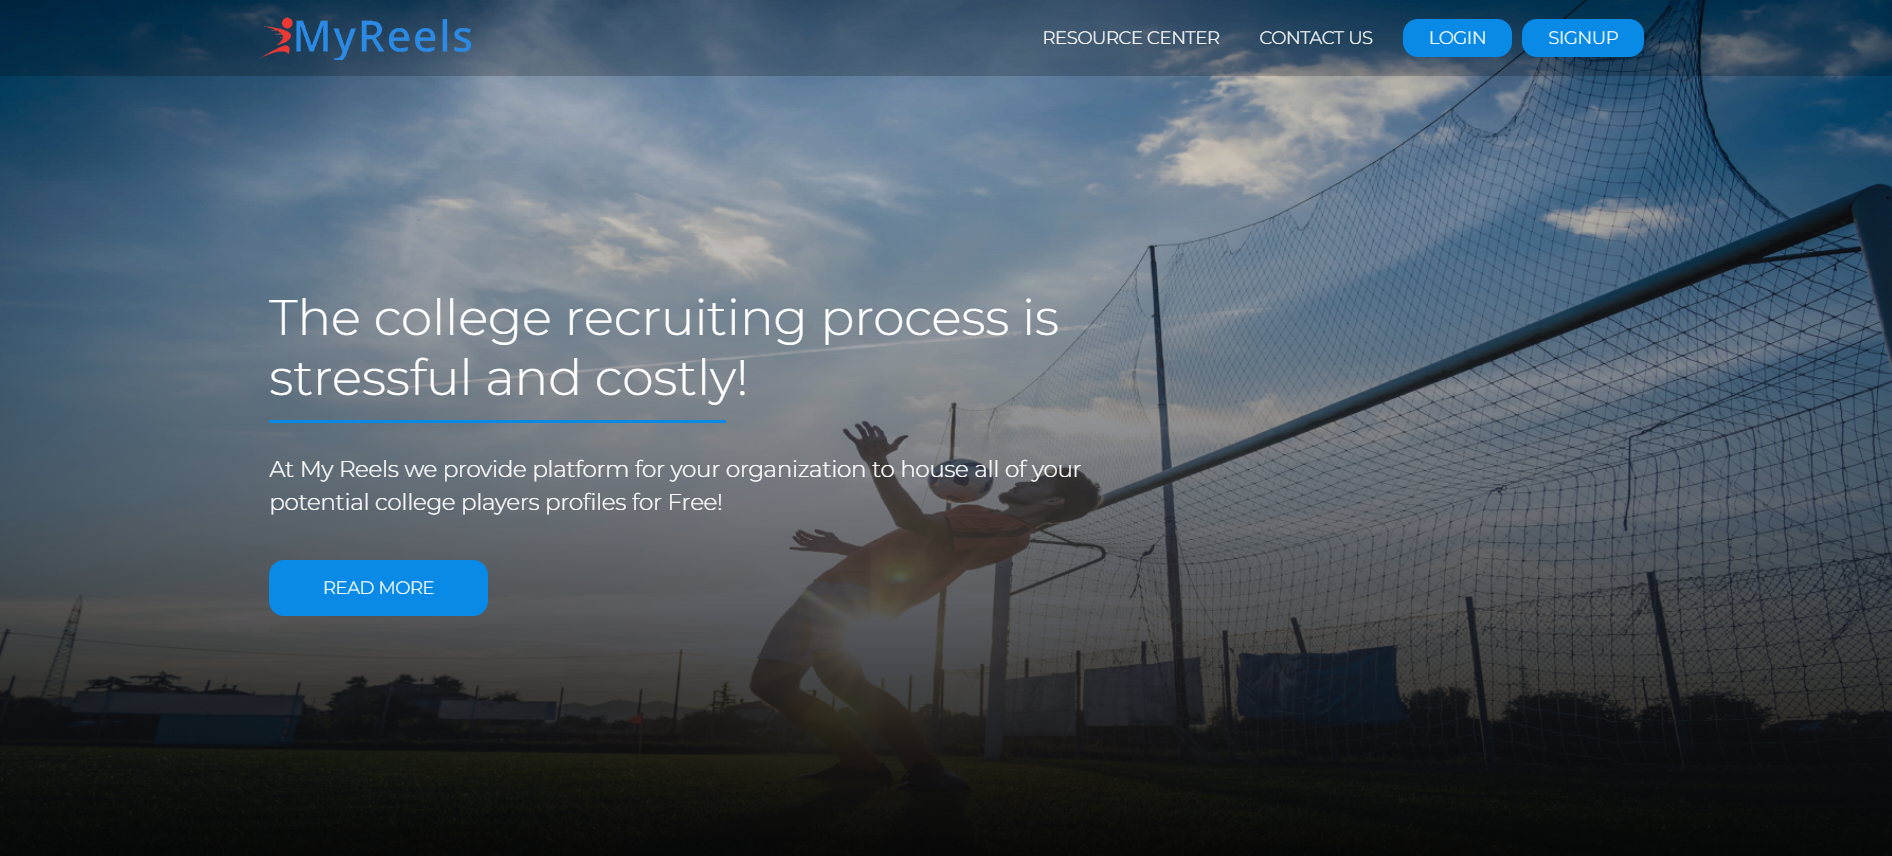 MyReels
RESOURCE CENTER
CONTACT US
LOGIN
SIGNUP
The college recruiting process is
stressful and costly!
At My Reels we provide platform for your organization to house all of your
potential college players profiles for Free!
READ MORE